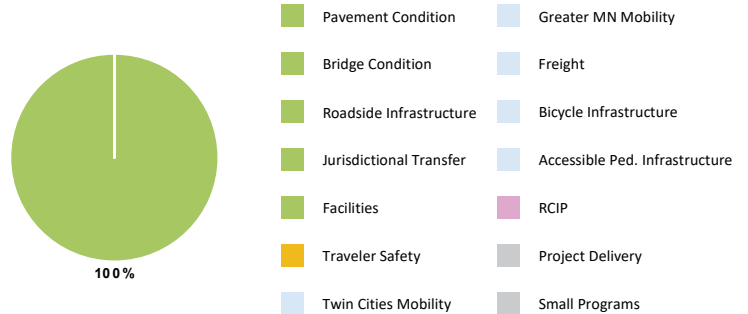 100%
Pavement Condition
Bridge Condition
Roadside Infrastructure
Jurisdictional Transfer
Facilities
Traveler Safety
Twin Cities Mobility
Greater MN Mobility
Freight
Bicycle Infrastructure
Accessible Ped. Infrastructure
RCIP
Project Delivery
Small Programs